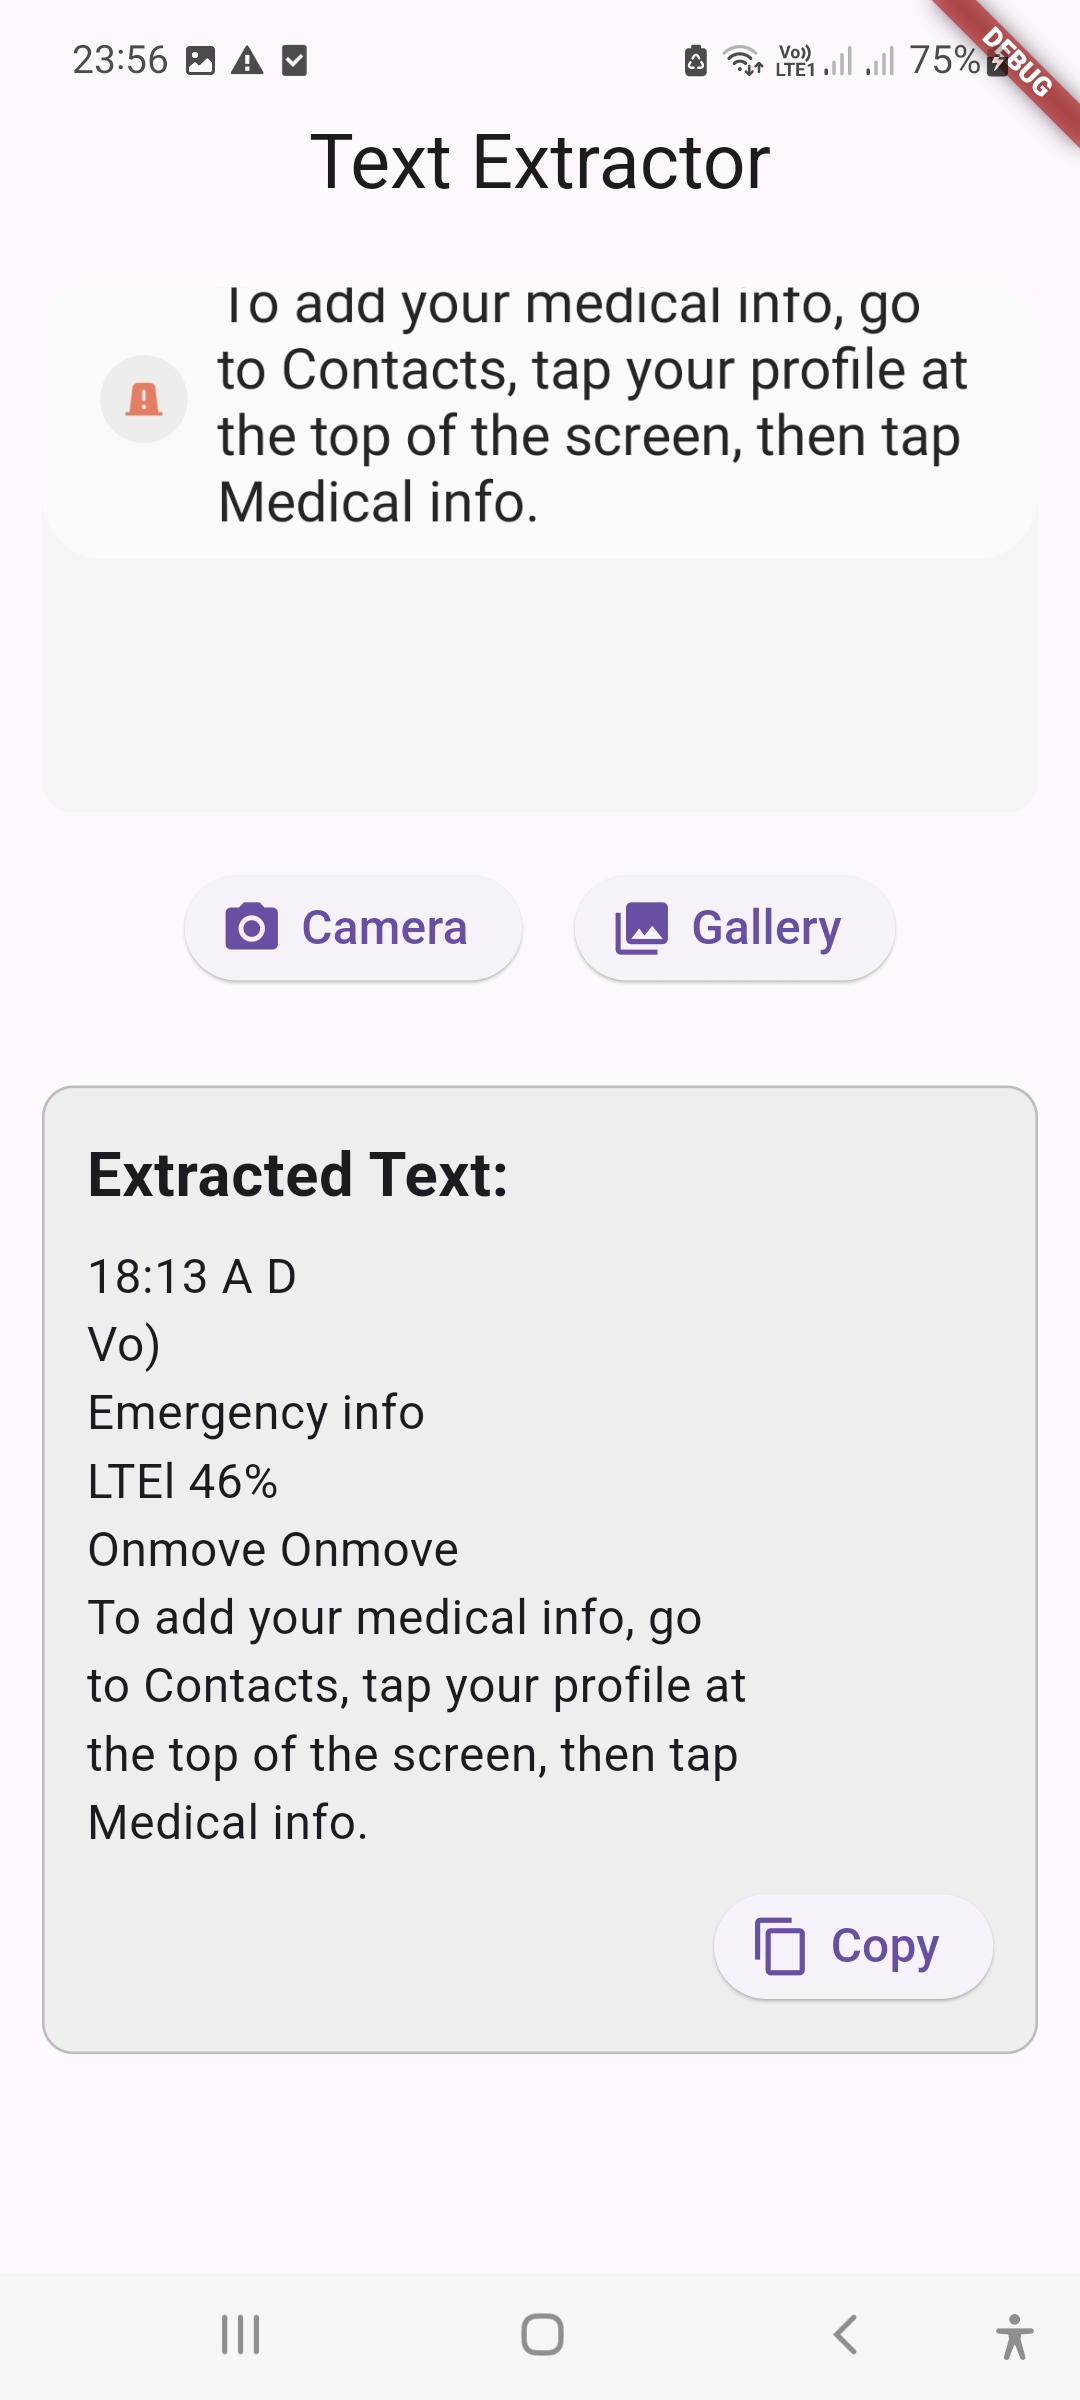 23:56
Vo)) LTE1 75%
DEBUG
Text Extractor
To add your medical info, go
to Contacts, tap your profile at
the top of the screen, then tap
Medical info.
Camera Gallery
Extracted Text:
18:13 A D
Vo)
Emergency info
LTEl 46%
Onmove Onmove
To add your medical info, go
to Contacts, tap your profile at
the top of the screen, then tap
Medical info.
Copy